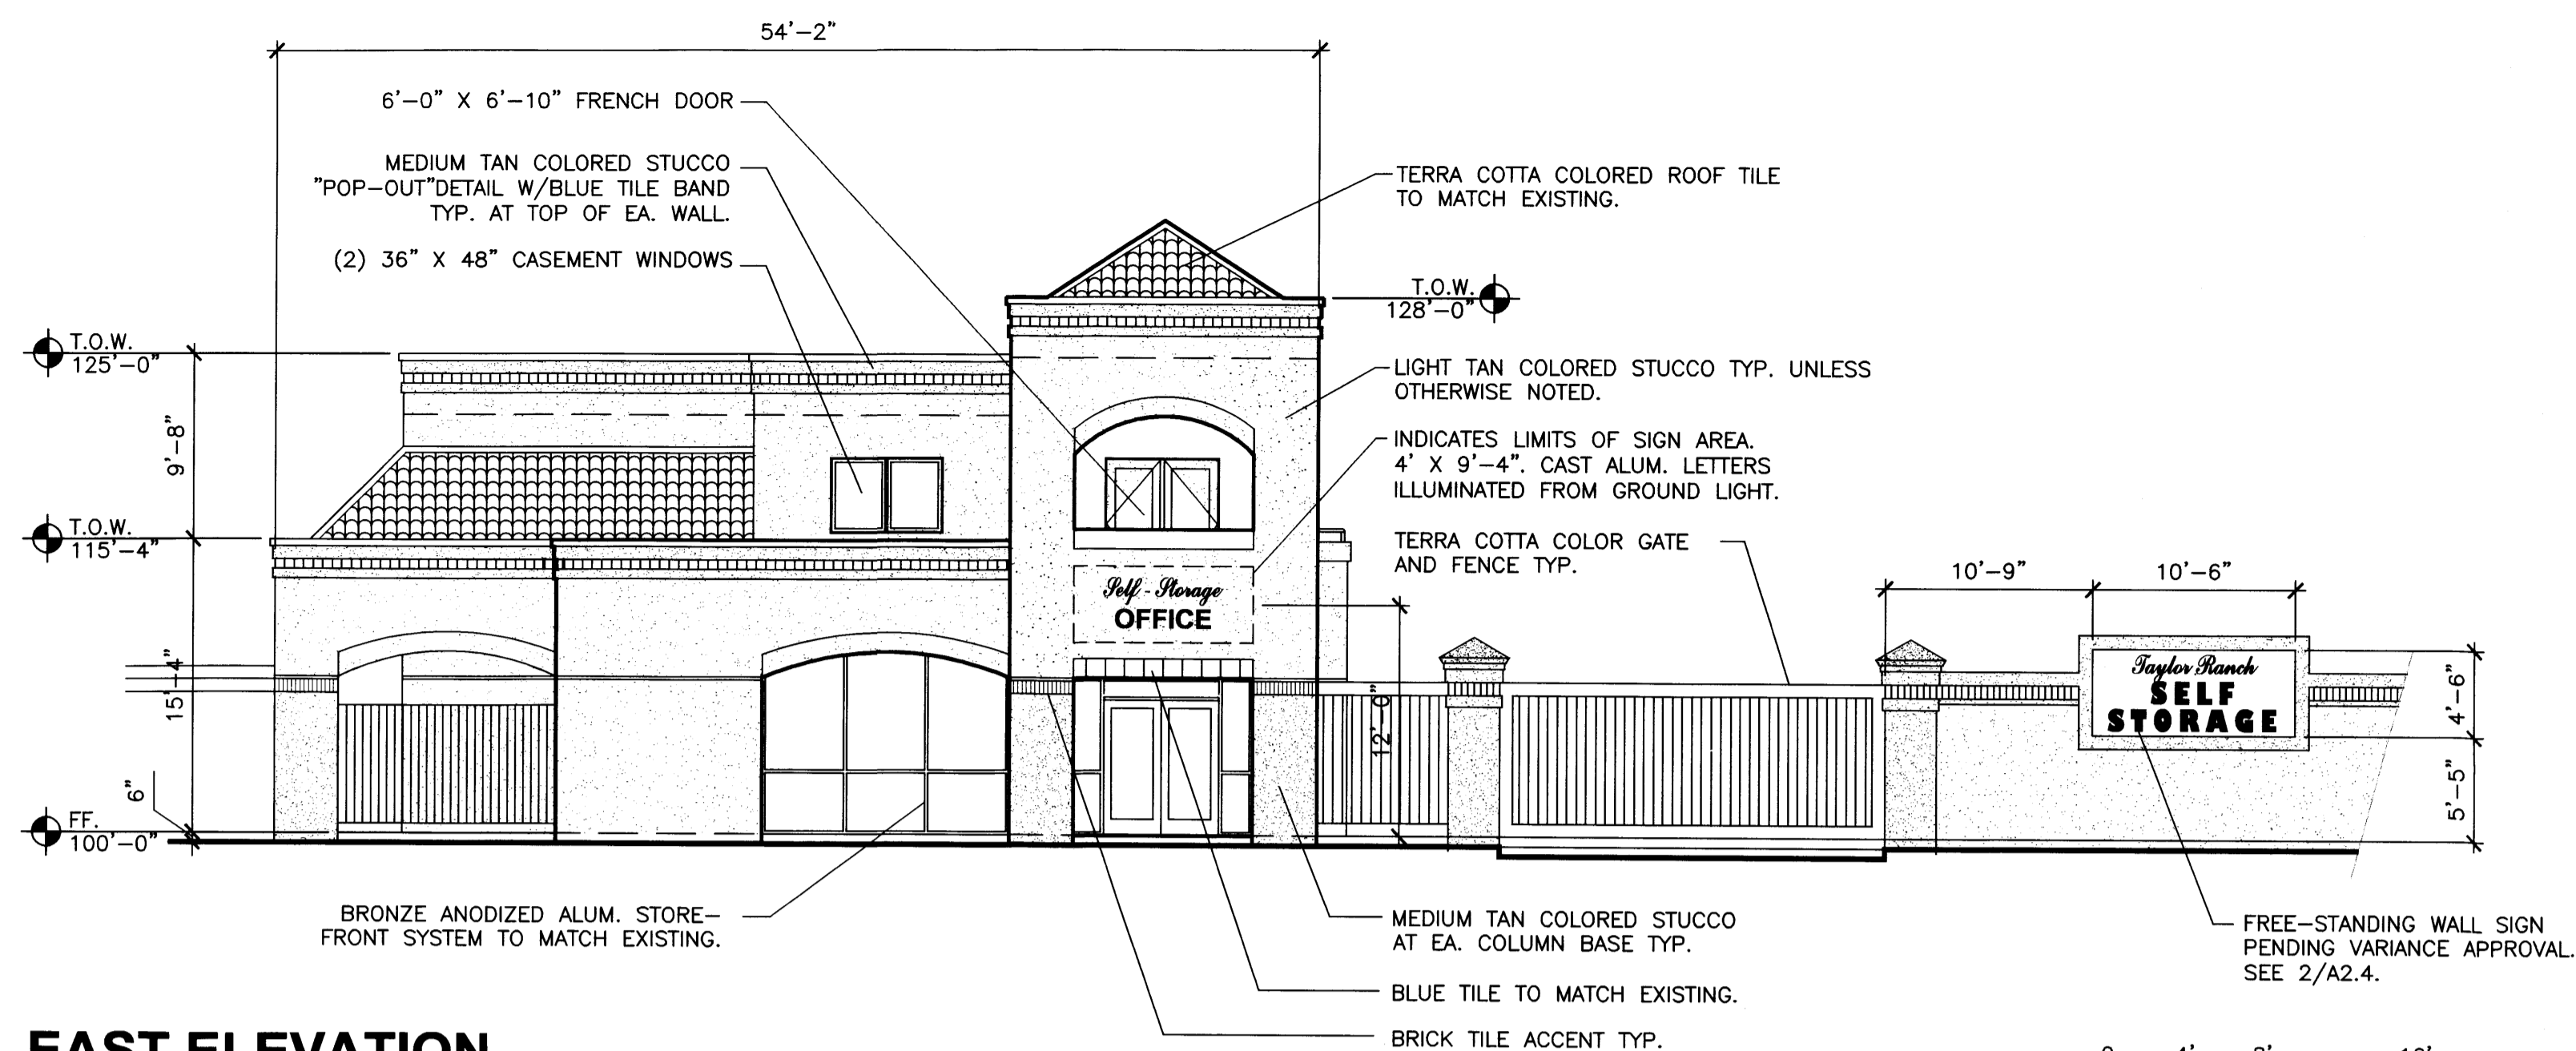 54'-2"
6'-0" X 6'-10" FRENCH DOOR
MEDIUM TAN COLORED STUCCO
"POP-OUT"DETAIL W/BLUE TILE BAND
TYP. AT TOP OF EA. WALL.
(2) 36" X 48" CASEMENT WINDOWS
TERRA COTTA COLORED ROOF TILE
TO MATCH EXISTING.
T.O.W.
128'-0"
T.O.W.
125'-0"
LIGHT TAN COLORED STUCCO TYP. UNLESS
OTHERWISE NOTED.
9'-8"
INDICATES LIMITS OF SIGN AREA.
4' X 9'-4". CAST ALUM. LETTERS
ILLUMINATED FROM GROUND LIGHT.
T.O.W.
115'-4"
TERRA COTTA COLOR GATE
AND FENCE TYP.
10'-9"
10'-6"
Self - Storage
OFFICE
15'-4"
12'-0"
Taylor Ranch
SELF
STORAGE
4'-6"
5'-5"
6"
FF.
100'-0"
BRONZE ANODIZED ALUM. STORE-
FRONT SYSTEM TO MATCH EXISTING.
MEDIUM TAN COLORED STUCCO
AT EA. COLUMN BASE TYP.
FREE-STANDING WALL SIGN
PENDING VARIANCE APPROVAL.
SEE 2/A2.4.
BLUE TILE TO MATCH EXISTING.
BRICK TILE ACCENT TYP.
EAST ELEVATION